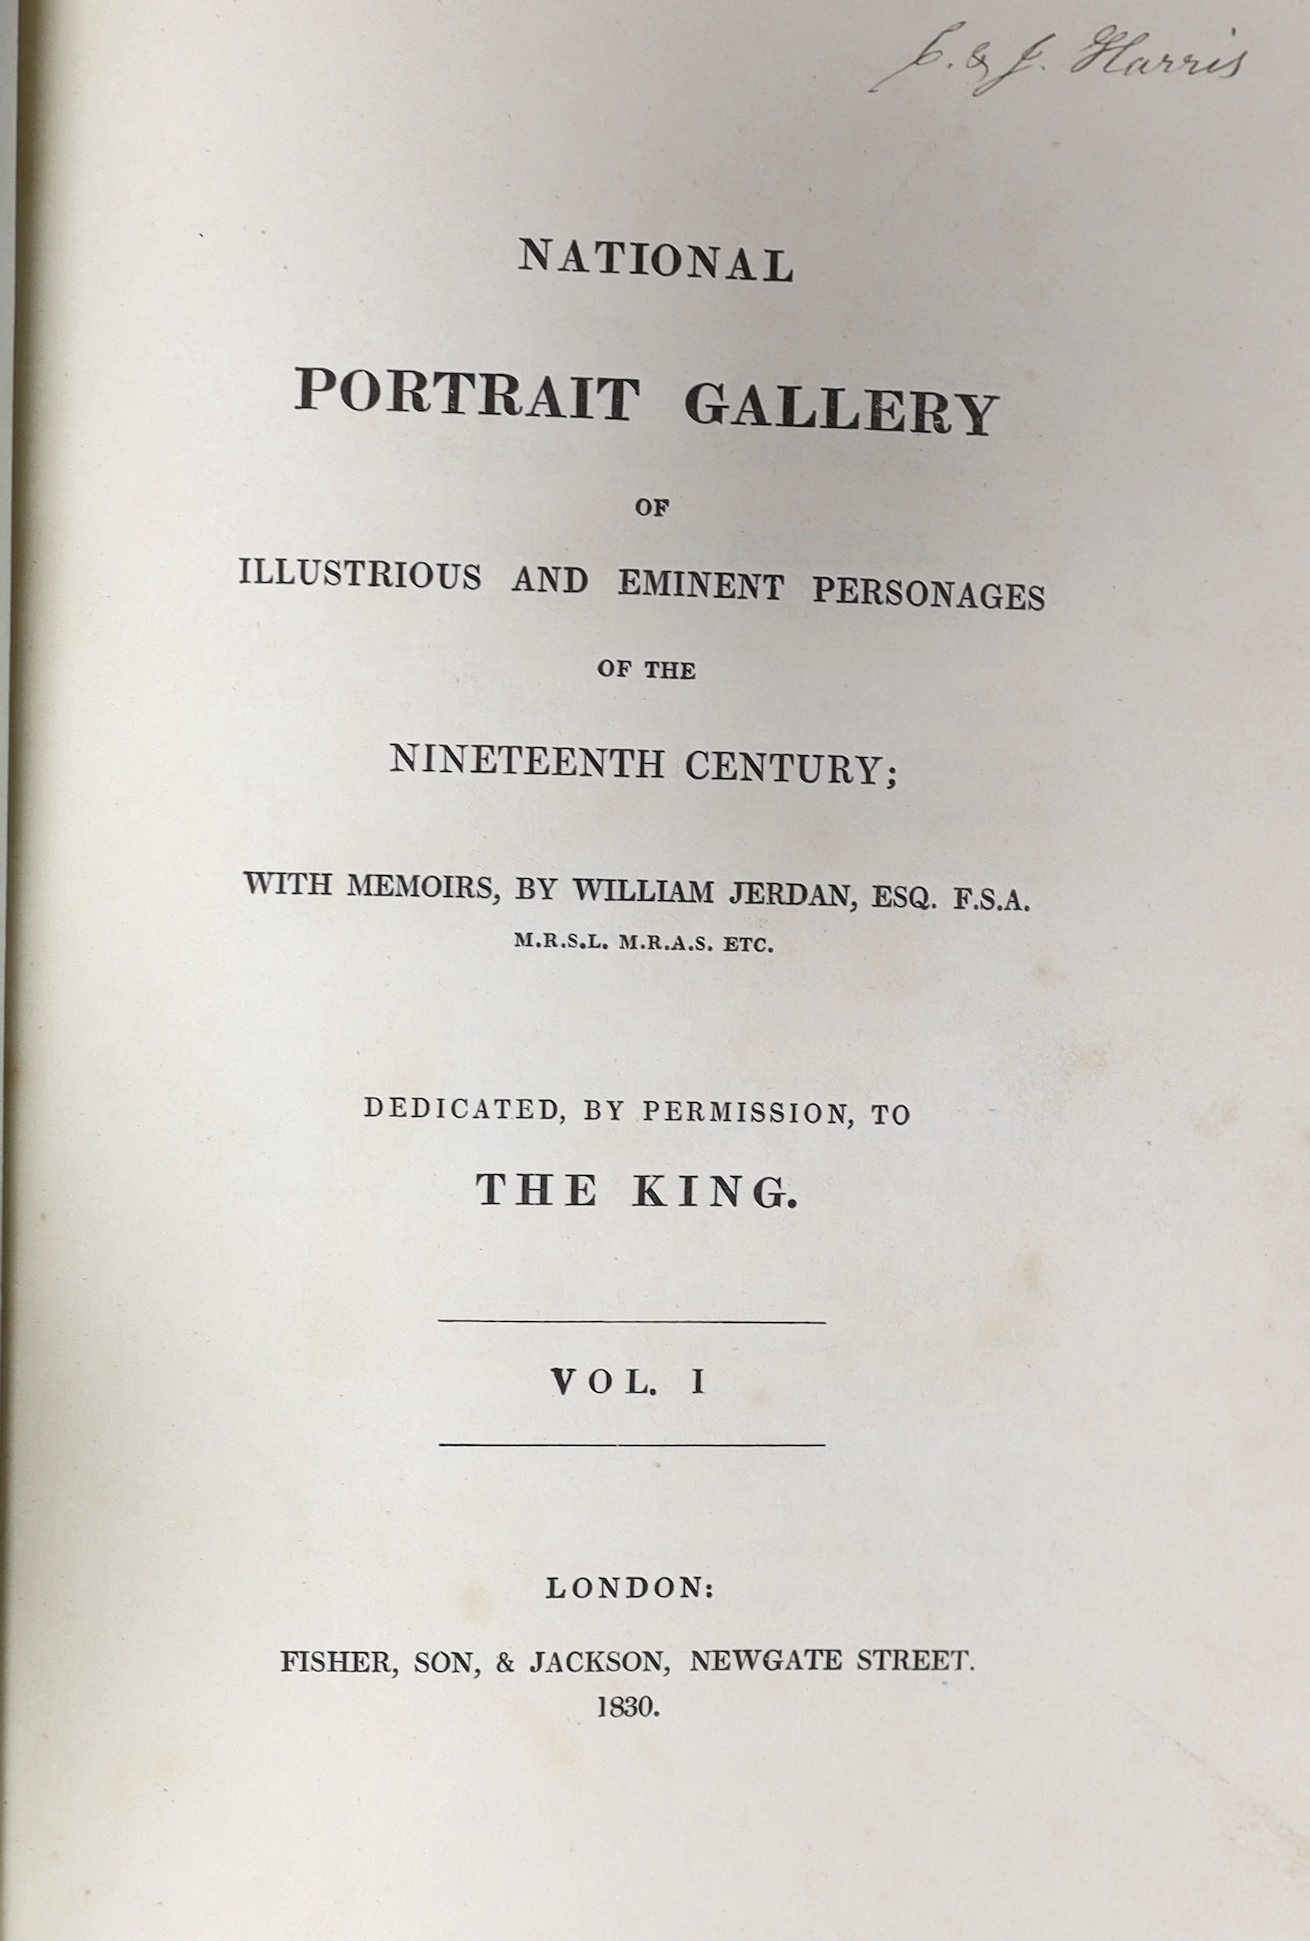 C. & J. Harris
NATIONAL
PORTRAIT GALLERY
OF
ILLUSTRIOUS AND EMINENT PERSONAGES
OF THE
NINETEENTH CENTURY;
WITH MEMOIRS, BY WILLIAM JERDAN, ESQ. F.S.A.
M.R.S.L. M.R.A.S. ETC.
DEDICATED, BY PERMISSION, TO
THE KING.
VOL. I
LONDON:
FISHER, SON, & JACKSON, NEWGATE STREET.
1830.